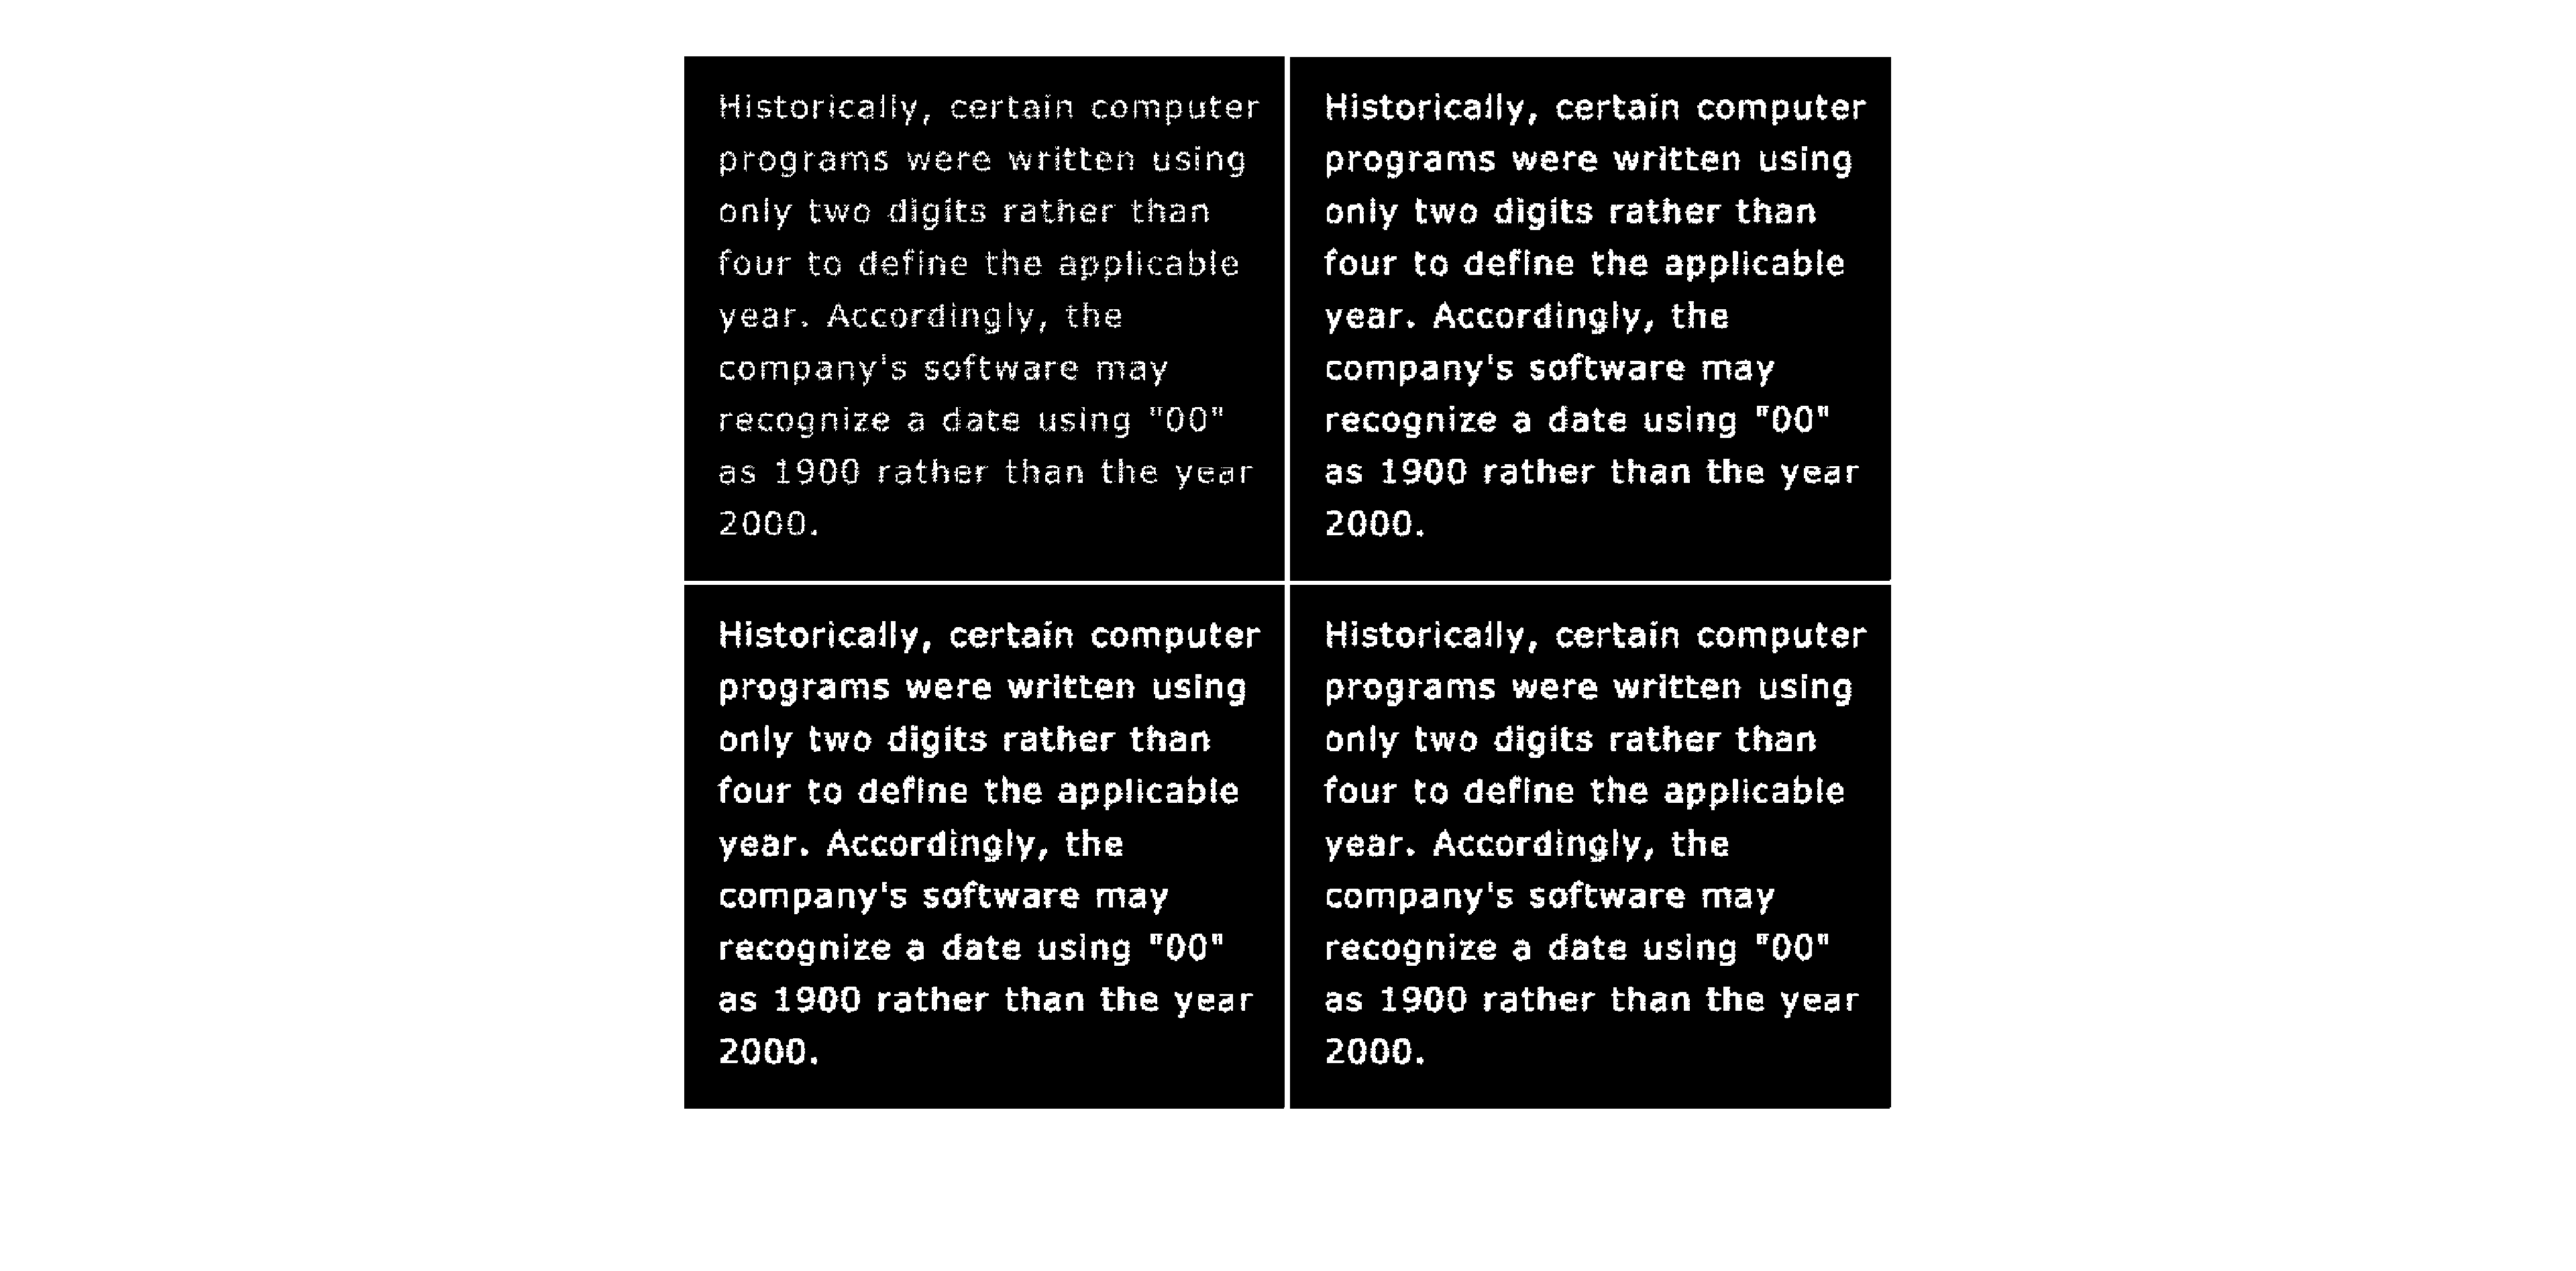 Historically, certain computer
programs were written using
only two digits rather than
four to define the applicable
year. Accordingly, the
company's software may
recognize a date using "00"
as 1900 rather than the year
2000.
Historically, certain computer
programs were written using
only two digits rather than
four to define the applicable
year. Accordingly, the
company's software may
recognize a date using "00"
as 1900 rather than the year
2000.
Historically, certain computer
programs were written using
only two digits rather than
four to define the applicable
year. Accordingly, the
company's software may
recognize a date using "00"
as 1900 rather than the year
2000.
Historically, certain computer
programs were written using
only two digits rather than
four to define the applicable
year. Accordingly, the
company's software may
recognize a date using "00"
as 1900 rather than the year
2000.